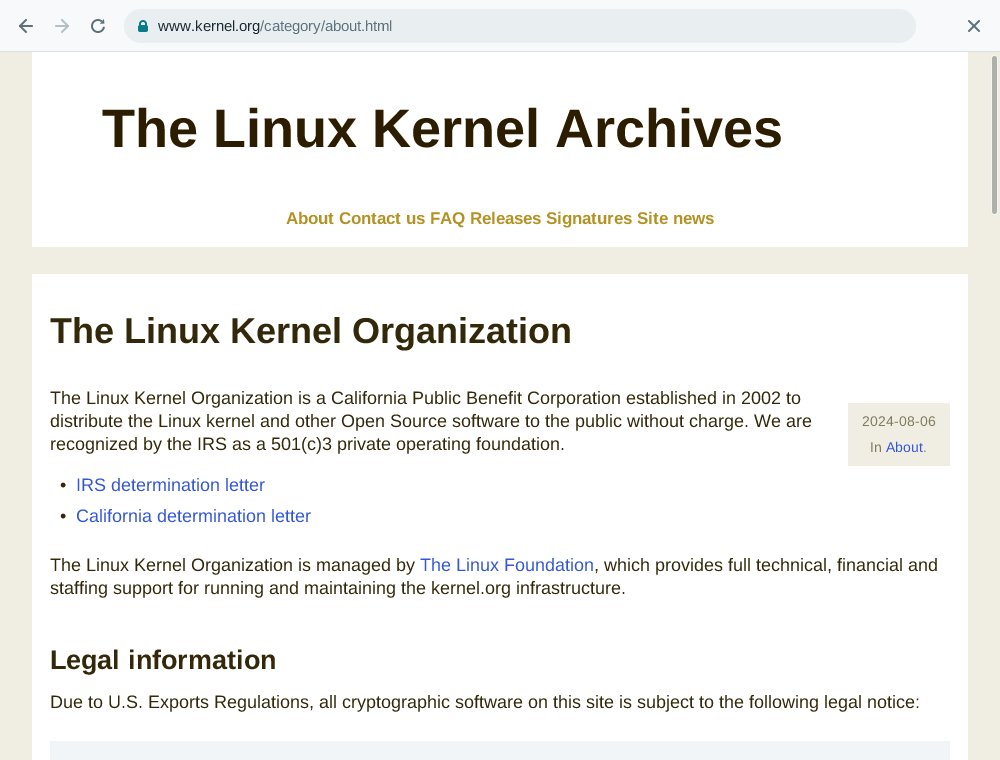 www.kernel.org/category/about.html
The Linux Kernel Archives
About Contact us FAQ Releases Signatures Site news
The Linux Kernel Organization
The Linux Kernel Organization is a California Public Benefit Corporation established in 2002 to
distribute the Linux kernel and other Open Source software to the public without charge. We are
recognized by the IRS as a 501(c)3 private operating foundation.
2024-08-06
In About.
• IRS determination letter
• California determination letter
The Linux Kernel Organization is managed by The Linux Foundation, which provides full technical, financial and
staffing support for running and maintaining the kernel.org infrastructure.
Legal information
Due to U.S. Exports Regulations, all cryptographic software on this site is subject to the following legal notice: